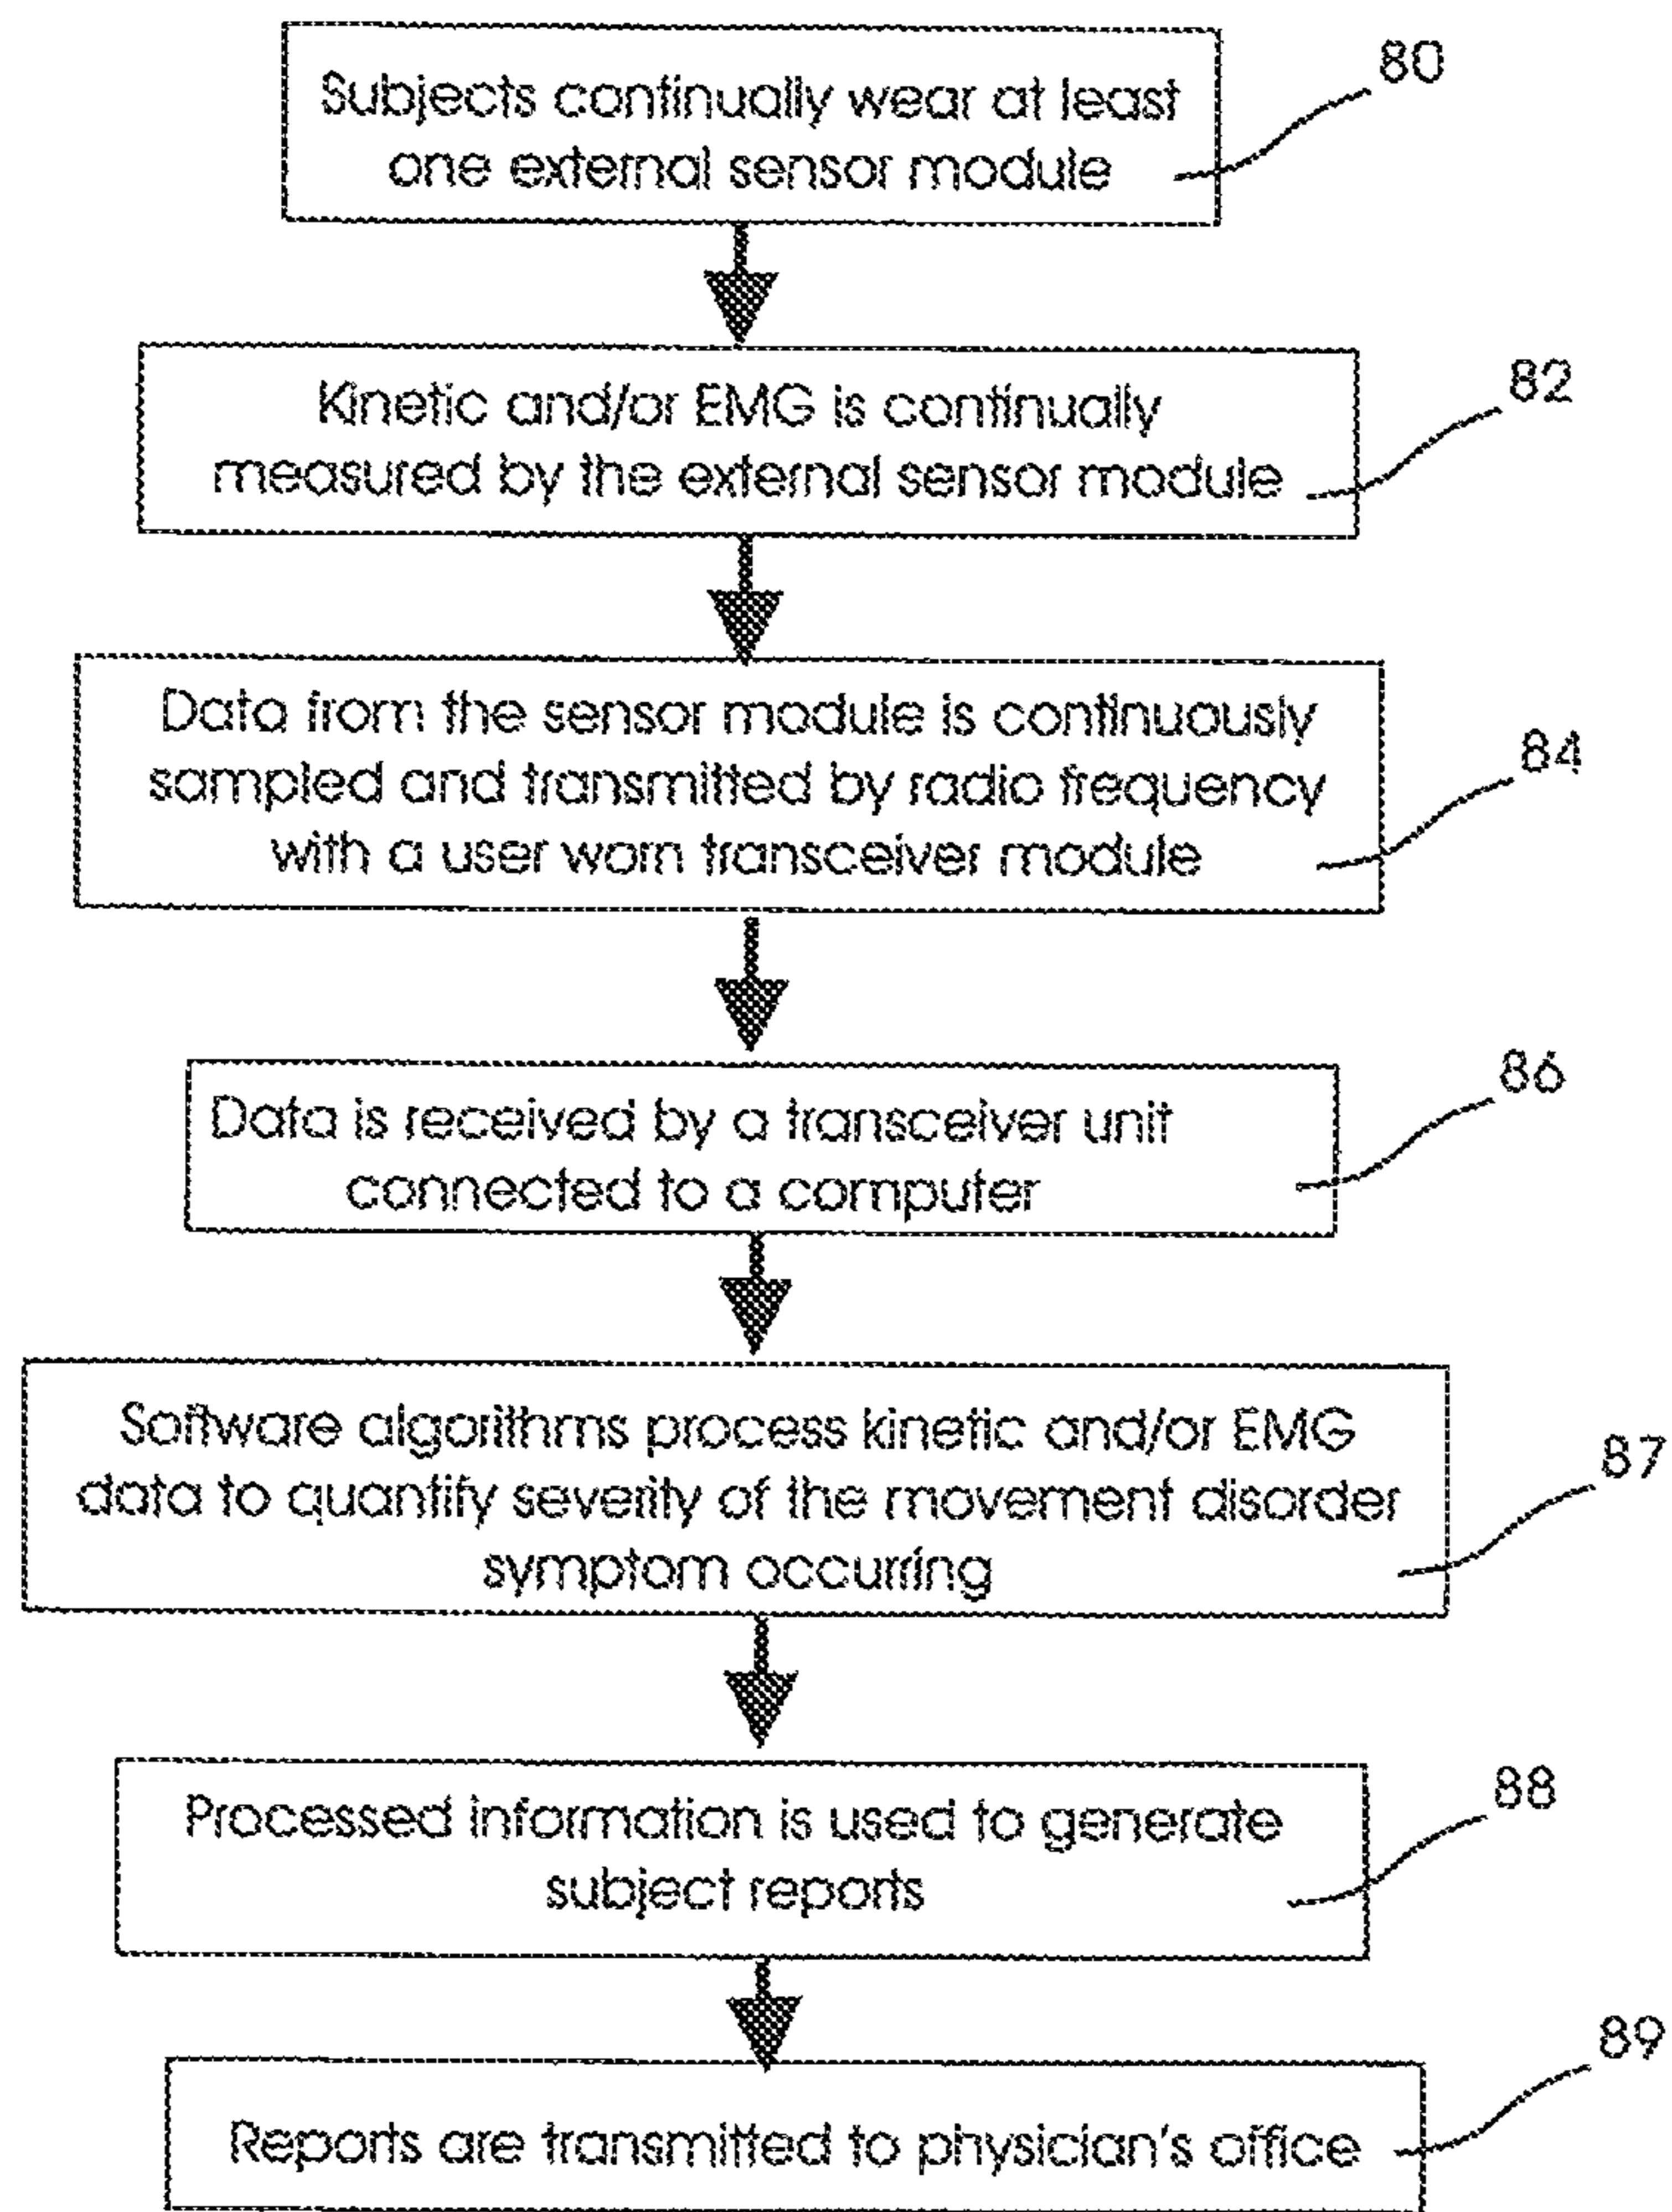 Subjects continually wear at least
one external sensor module
80
Kinetic and/or EMG is continually
measured by the external sensor module
82
Data from the sensor module is continuously
sampled and transmitted by radio frequency
with a user worn transceiver module
84
Data is received by a transceiver unit
connected to a computer
86
Software algorithms process kinetic and/or EMG
data to quantify severity of the movement disorder
symptom occurring
87
Processed information is used to generate
subject reports
88
Reports are transmitted to physician's office
89